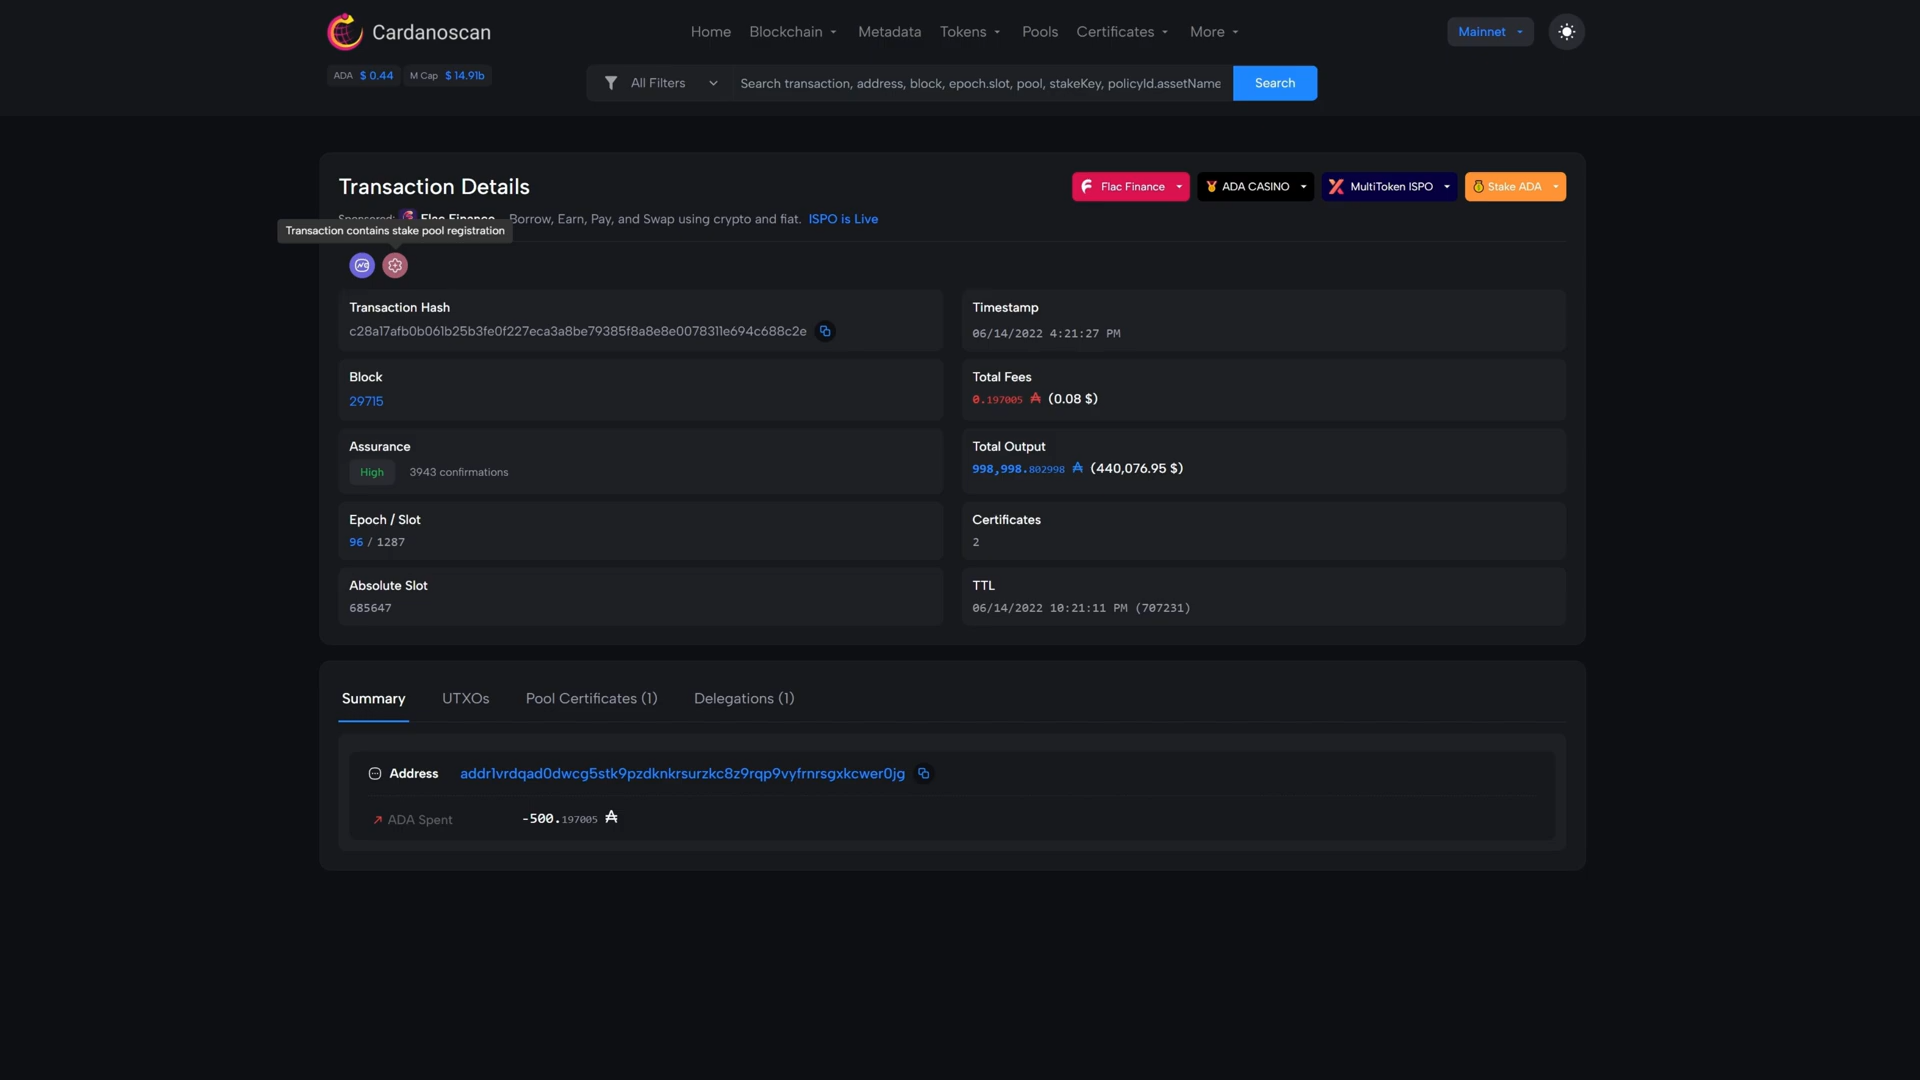 Cardanoscan
Home Blockchain Metadata Tokens Pools Certificates More
Mainnet
ADA $ 0.44 M Cap $ 14.91b
All Filters Search transaction, address, block, epoch.slot, pool, stakeKey, policyId.assetName Search
Transaction Details
Flac Finance ADA CASINO MultiToken ISPO Stake ADA
Sponsored: Flac Finance Borrow, Earn, Pay, and Swap using crypto and fiat. ISPO is Live
Transaction contains stake pool registration
Transaction Hash
c28a17afb0b061b25b3fe0f227eca3a8be79385f8a8e8e0078311e694c688c2e
Timestamp
06/14/2022 4:21:27 PM
Block
29715
Total Fees
0.197005 ₳ (0.08 $)
Assurance
High 3943 confirmations
Total Output
998,998.802998 ₳ (440,076.95 $)
Epoch / Slot
96 / 1287
Certificates
2
Absolute Slot
685647
TTL
06/14/2022 10:21:11 PM (707231)
Summary UTXOs Pool Certificates (1) Delegations (1)
Address addr1vrdqad0dwcg5stk9pzdknkrsurzkc8z9rqp9vyfrnrsgxkcwer0jg
ADA Spent -500.197005 ₳